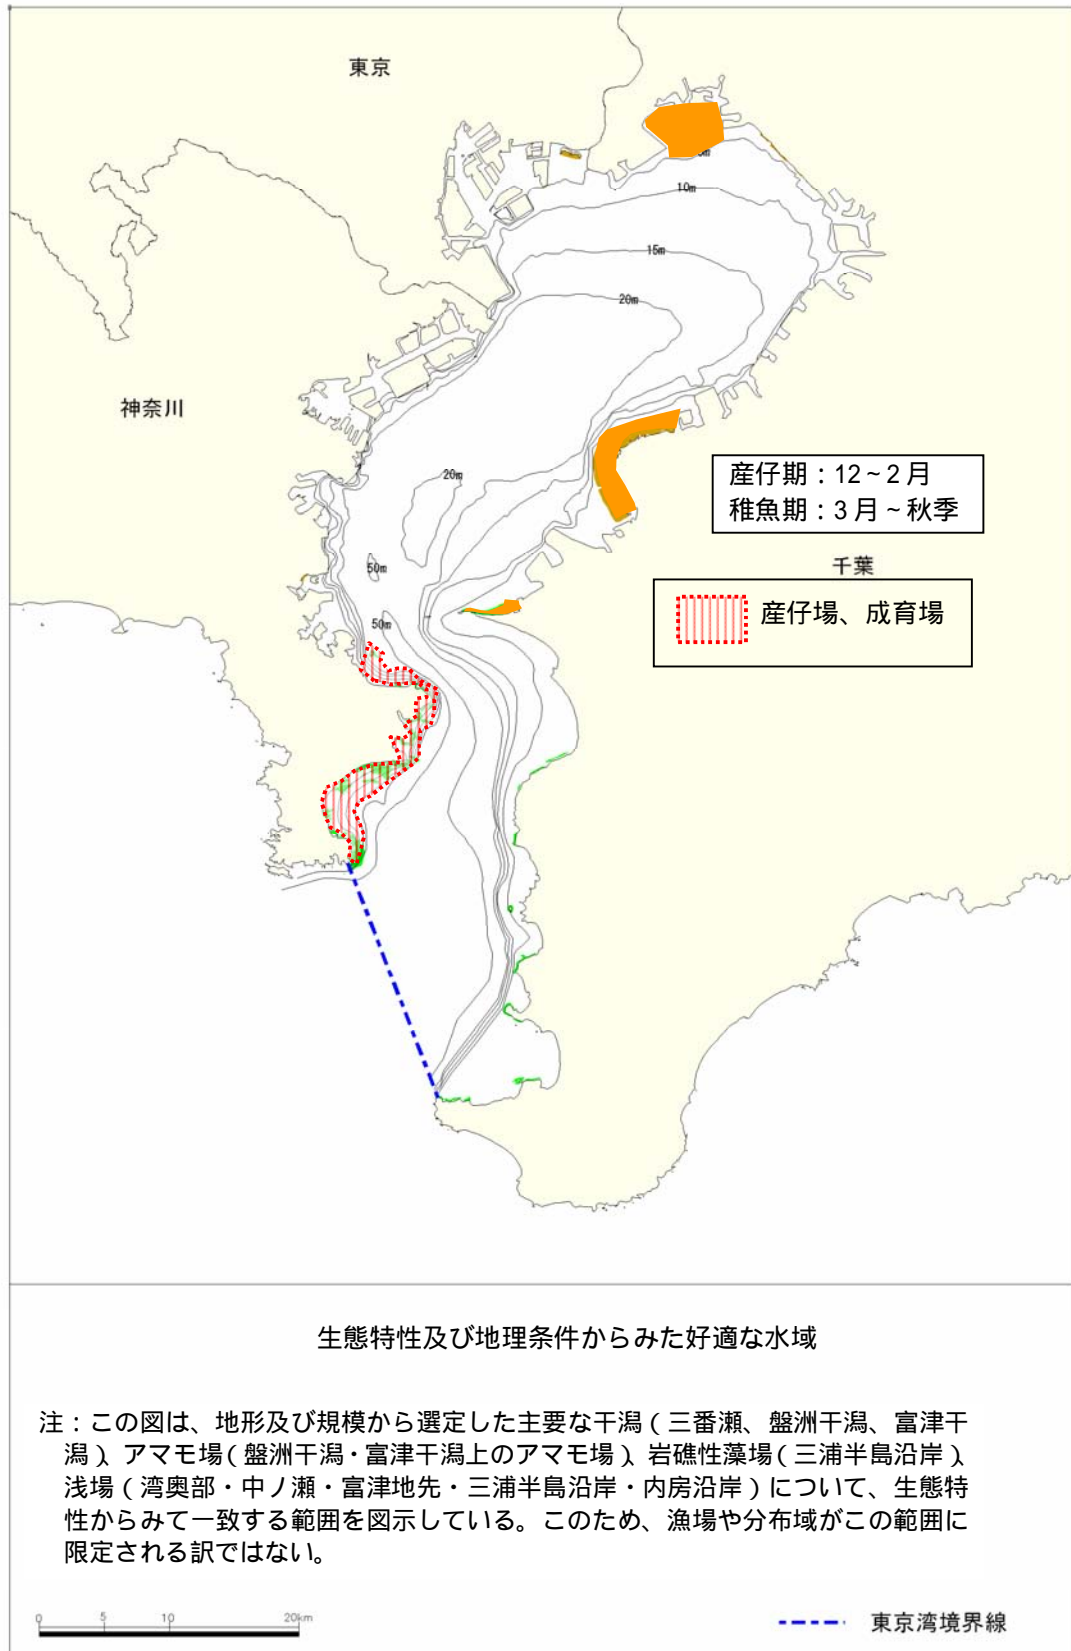 東京
m
10m
15m
20m
神奈川
20m
産仔期：12～2月
稚魚期：3月～秋季
50m
千葉
産仔場、成育場
50m
生態特性及び地理条件からみた好適な水域
注：この図は、地形及び規模から選定した主要な干潟（三番瀬、盤洲干潟、富津干
潟）、アマモ場（盤洲干潟・富津干潟上のアマモ場）、岩礁性藻場（三浦半島沿岸）、
浅場（湾奥部・中ノ瀬・富津地先・三浦半島沿岸・内房沿岸）について、生態特
性からみて一致する範囲を図示している。このため、漁場や分布域がこの範囲に
限定される訳ではない。
0 5 10 20km
東京湾境界線